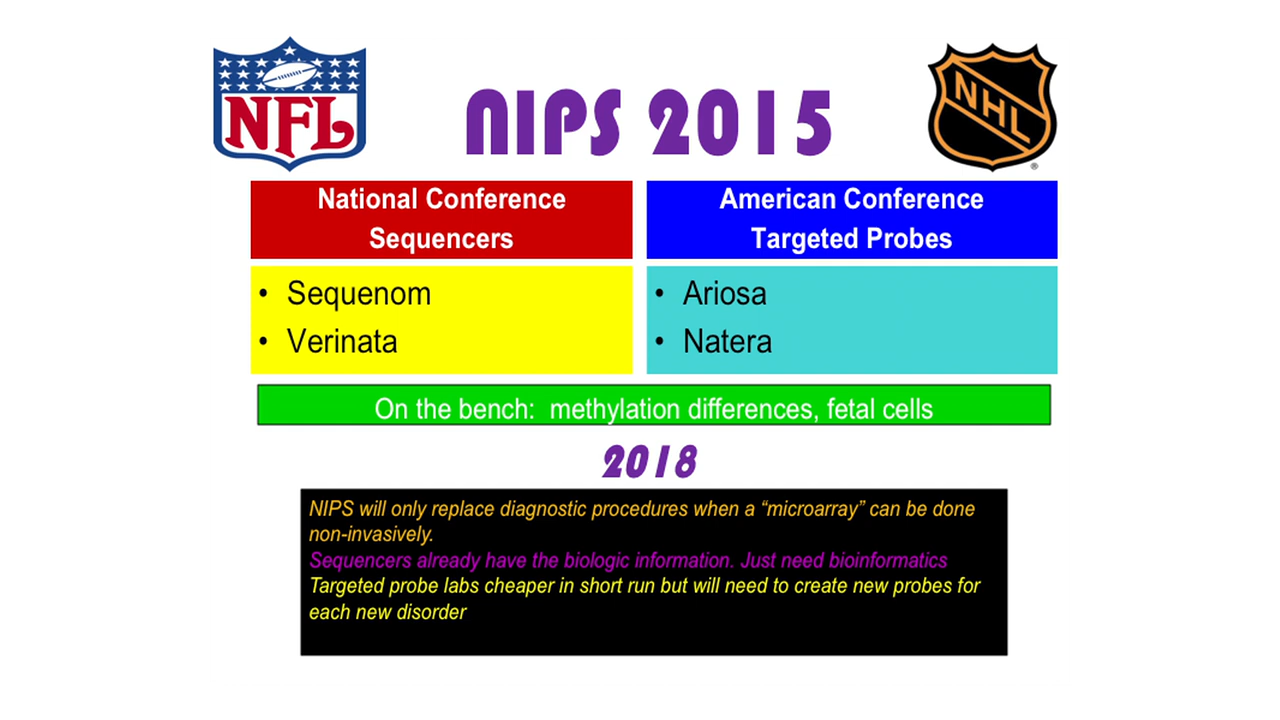 NFL
NIPS 2015
NHL
®
National Conference
Sequencers
American Conference
Targeted Probes
• Sequenom
• Verinata
• Ariosa
• Natera
On the bench:  methylation differences, fetal cells
2018
NIPS will only replace diagnostic procedures when a “microarray” can be done
non-invasively.
Sequencers already have the biologic information. Just need bioinformatics
Targeted probe labs cheaper in short run but will need to create new probes for
each new disorder